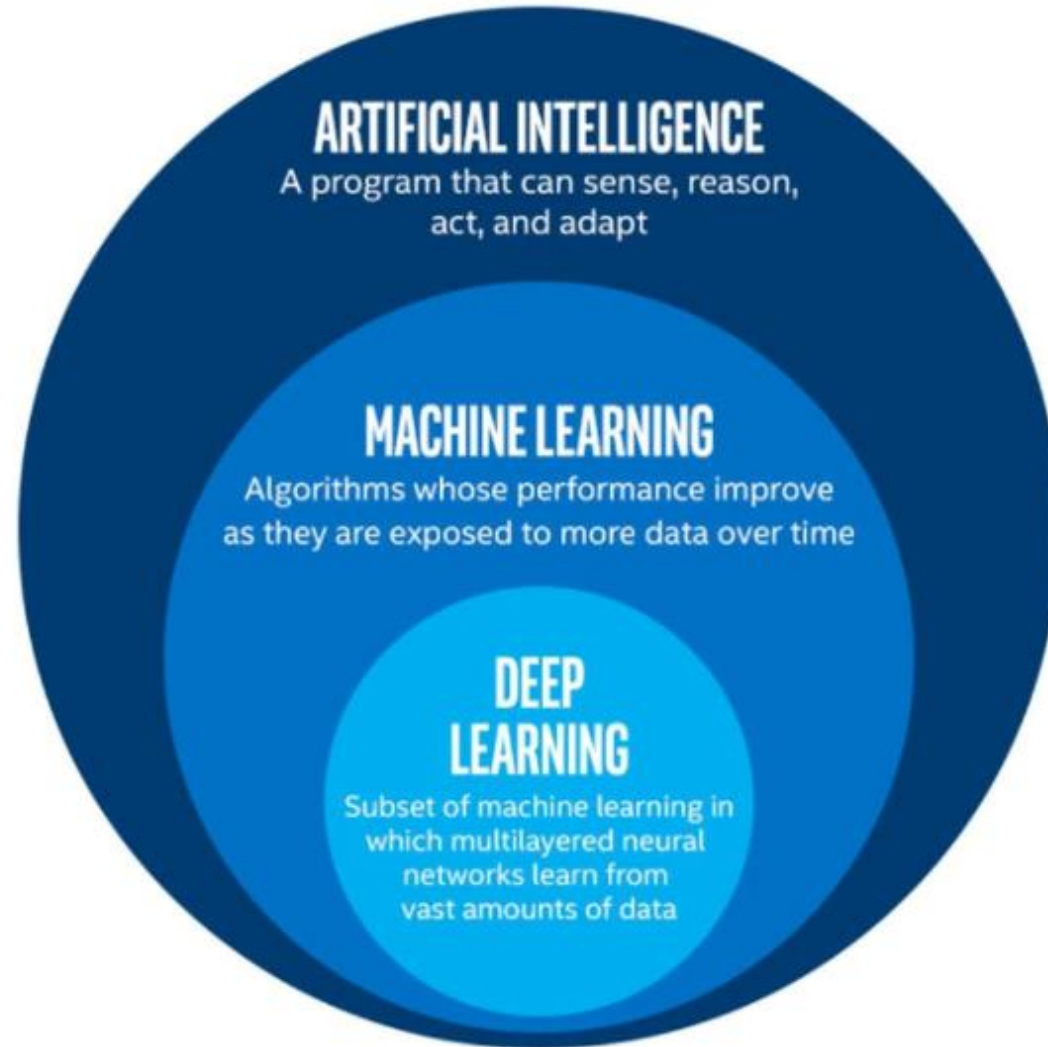 ARTIFICIAL INTELLIGENCE
A program that can sense, reason,
act, and adapt
MACHINE LEARNING
Algorithms whose performance improve
as they are exposed to more data over time
DEEP
LEARNING
Subset of machine learning in
which multilayered neural
networks learn from
vast amounts of data